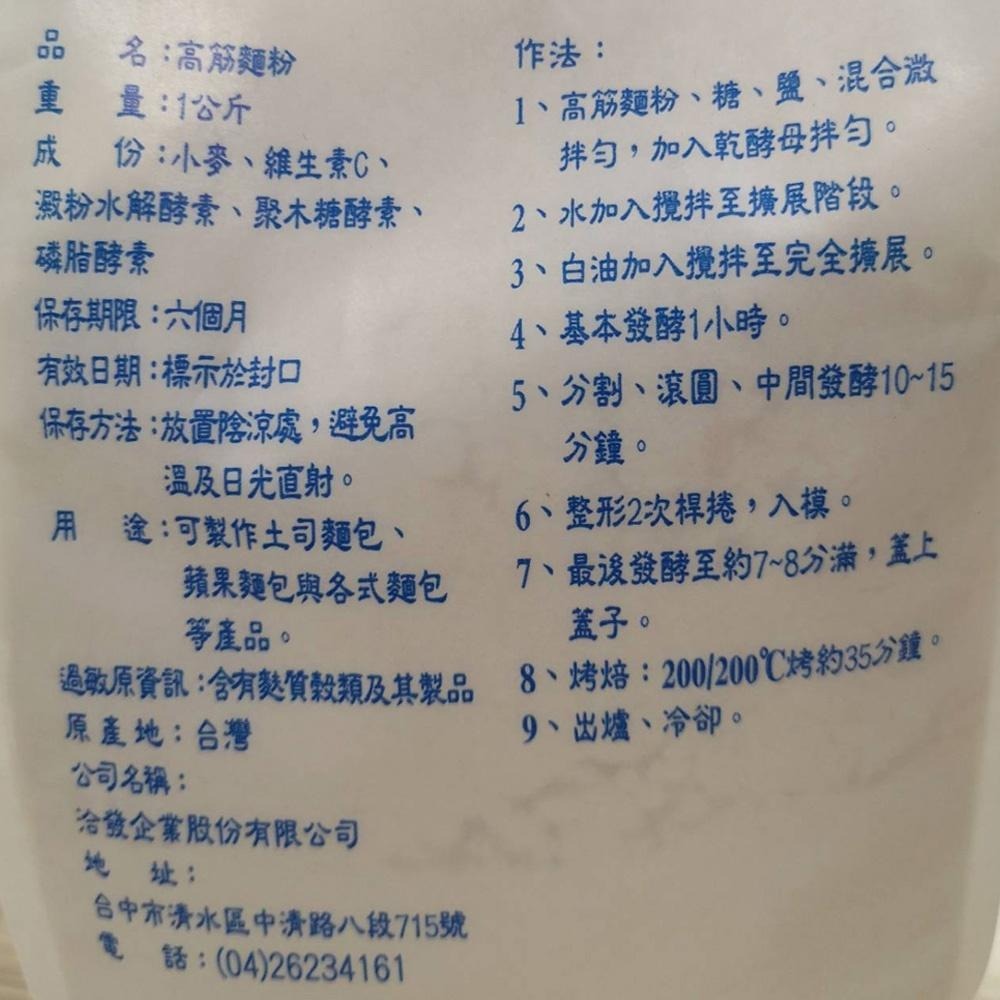 品　　名：高筋麵粉
重　　量：1公斤
成　　份：小麥、維生素C、
澱粉水解酵素、聚木糖酵素、
磷脂酵素
保存期限：六個月
有效日期：標示於封口
保存方法：放置陰涼處，避免高
溫及日光直射。
用　　途：可製作土司麵包、
蘋果麵包與各式麵包
等產品。
過敏原資訊：含有麩質穀類及其製品
原產地：台灣
公司名稱：
洽發企業股份有限公司
地　　址：
台中市清水區中清路八段715號
電　　話：(04)26234161
作法：
1、高筋麵粉、糖、鹽、混合微
拌勻，加入乾酵母拌勻。
2、水加入攪拌至擴展階段。
3、白油加入攪拌至完全擴展。
4、基本發酵1小時。
5、分割、滾圓、中間發酵10~15
分鐘。
6、整形2次桿捲，入模。
7、最後發酵至約7~8分滿，蓋上
蓋子。
8、烤焙：200/200℃烤約35分鐘。
9、出爐、冷卻。